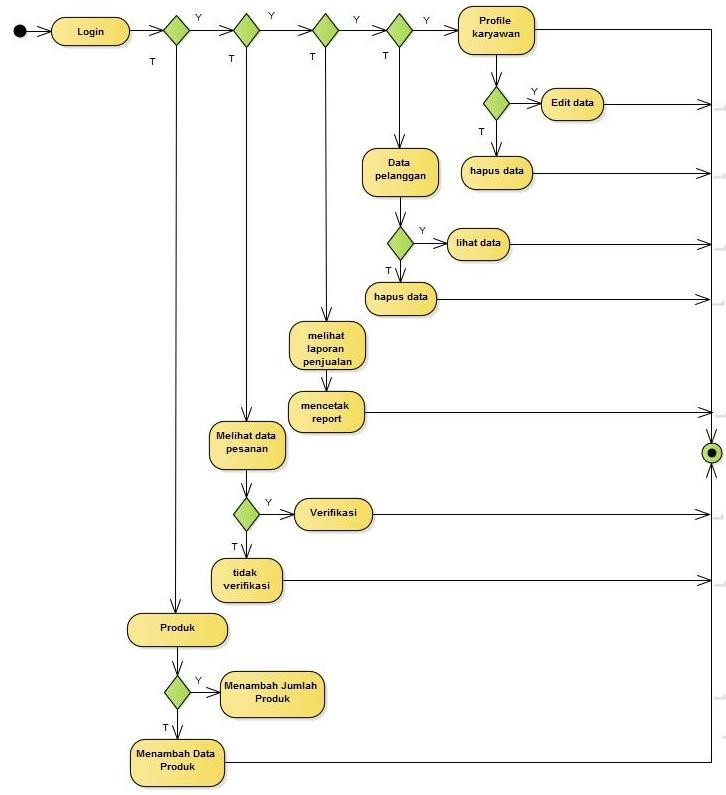 Login
Y
Y
Y
Y
Profile
karyawan
T
T
T
T
Y
Edit data
T
hapus data
Data
pelanggan
Y
lihat data
T
hapus data
melihat
laporan
penjualan
mencetak
report
Melihat data
pesanan
Y
Verifikasi
T
tidak
verifikasi
Produk
Y
Menambah Jumlah
Produk
T
Menambah Data
Produk